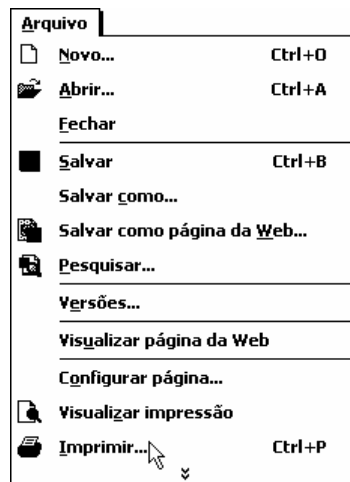 Arquivo
Novo... Ctrl+O
Abrir... Ctrl+A
Fechar
Salvar Ctrl+B
Salvar como...
Salvar como página da Web...
Pesquisar...
Versões...
Visualizar página da Web
Configurar página...
Visualizar impressão
Imprimir... Ctrl+P